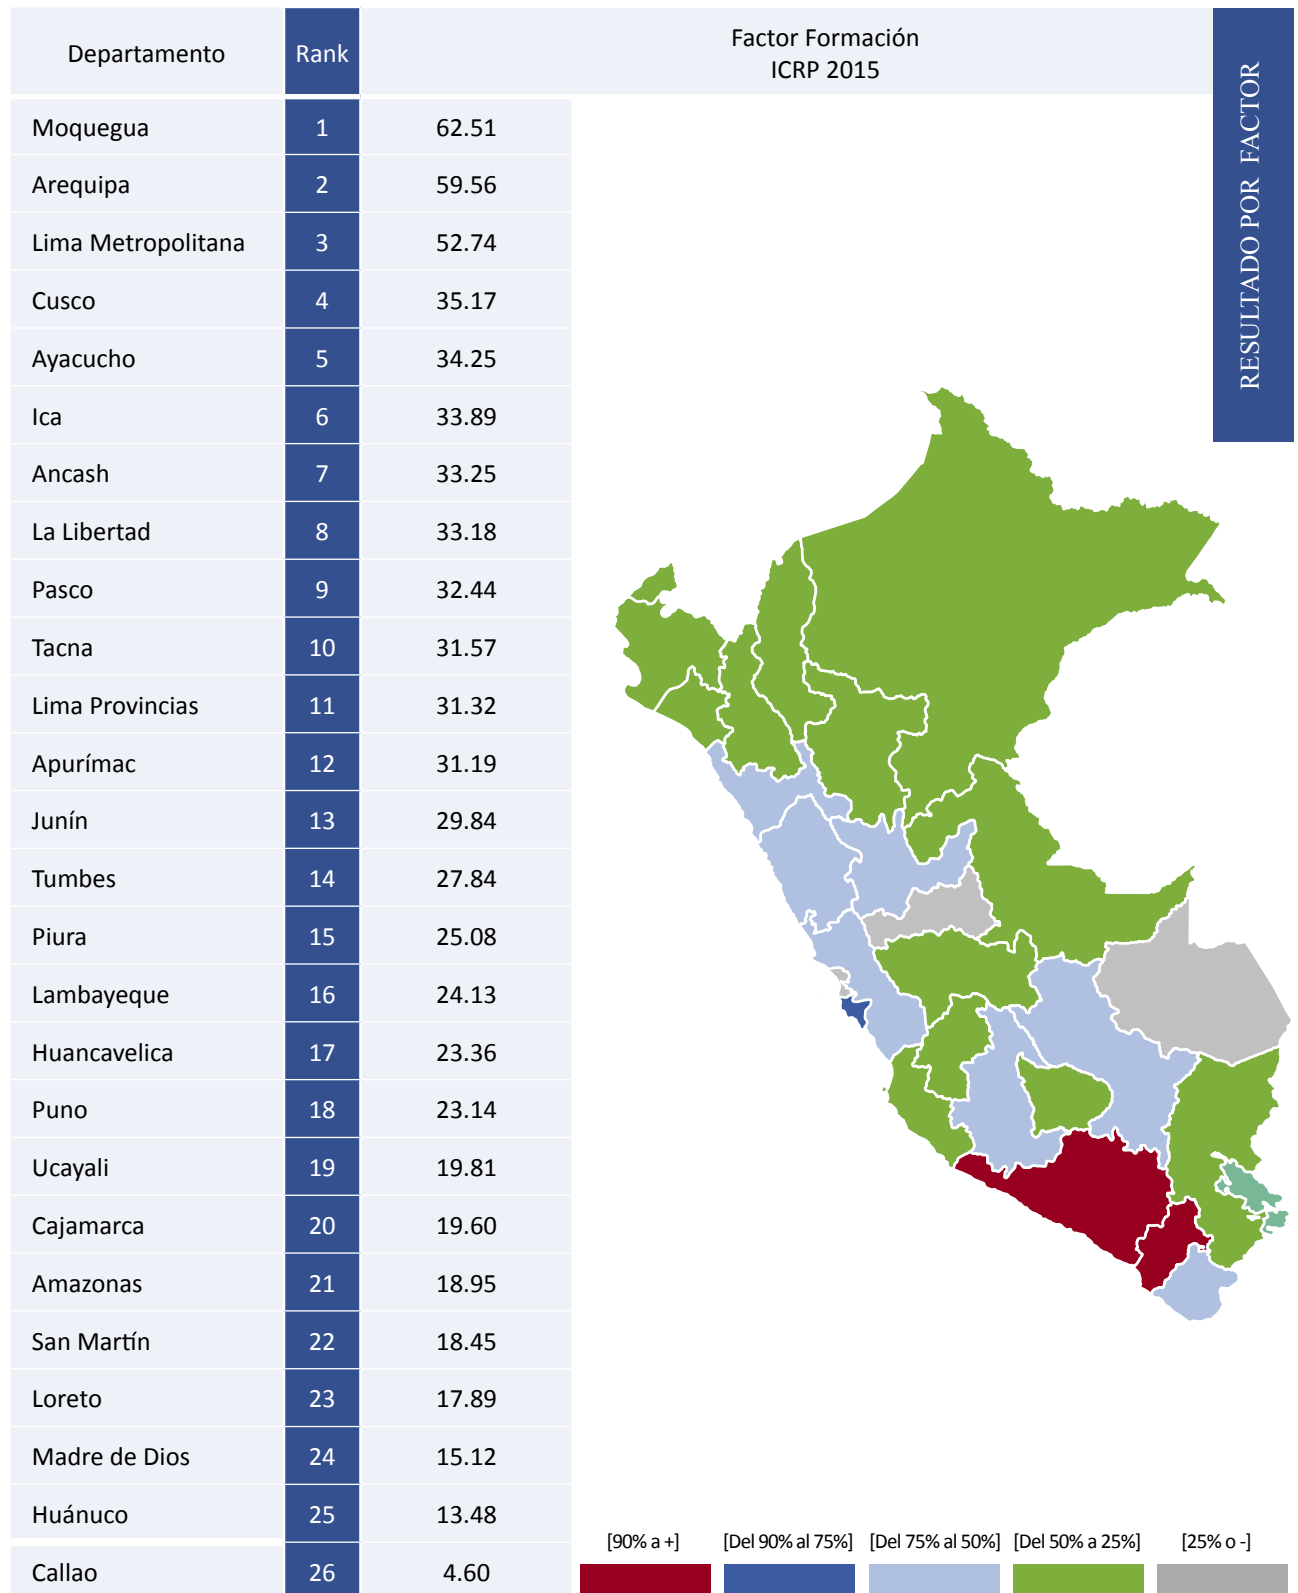 Departamento Rank Factor Formación
ICRP 2015
RESULTADO POR FACTOR
Moquegua 1 62.51
Arequipa 2 59.56
Lima Metropolitana 3 52.74
Cusco 4 35.17
Ayacucho 5 34.25
Ica 6 33.89
Ancash 7 33.25
La Libertad 8 33.18
Pasco 9 32.44
Tacna 10 31.57
Lima Provincias 11 31.32
Apurímac 12 31.19
Junín 13 29.84
Tumbes 14 27.84
Piura 15 25.08
Lambayeque 16 24.13
Huancavelica 17 23.36
Puno 18 23.14
Ucayali 19 19.81
Cajamarca 20 19.60
Amazonas 21 18.95
San Martín 22 18.45
Loreto 23 17.89
Madre de Dios 24 15.12
Huánuco 25 13.48
Callao 26 4.60
[90% a +] [Del 90% al 75%] [Del 75% al 50%] [Del 50% a 25%] [25% o -]